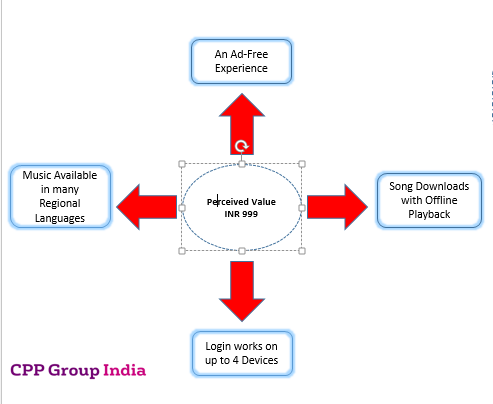 An Ad-Free
Experience
Music Available
in many
Regional
Languages
Perceived Value
INR 999
Song Downloads
with Offline
Playback
Login works on
up to 4 Devices
CPP Group India